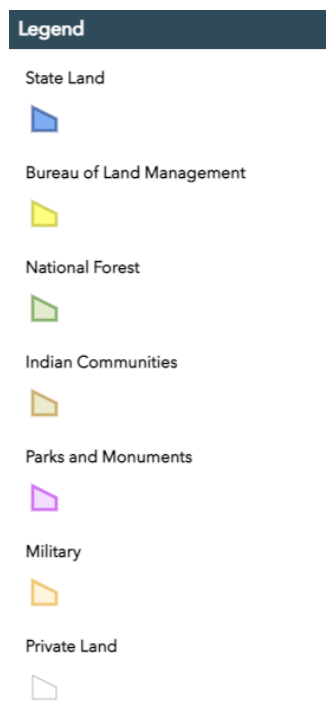 Legend
State Land
Bureau of Land Management
National Forest
Indian Communities
Parks and Monuments
Military
Private Land